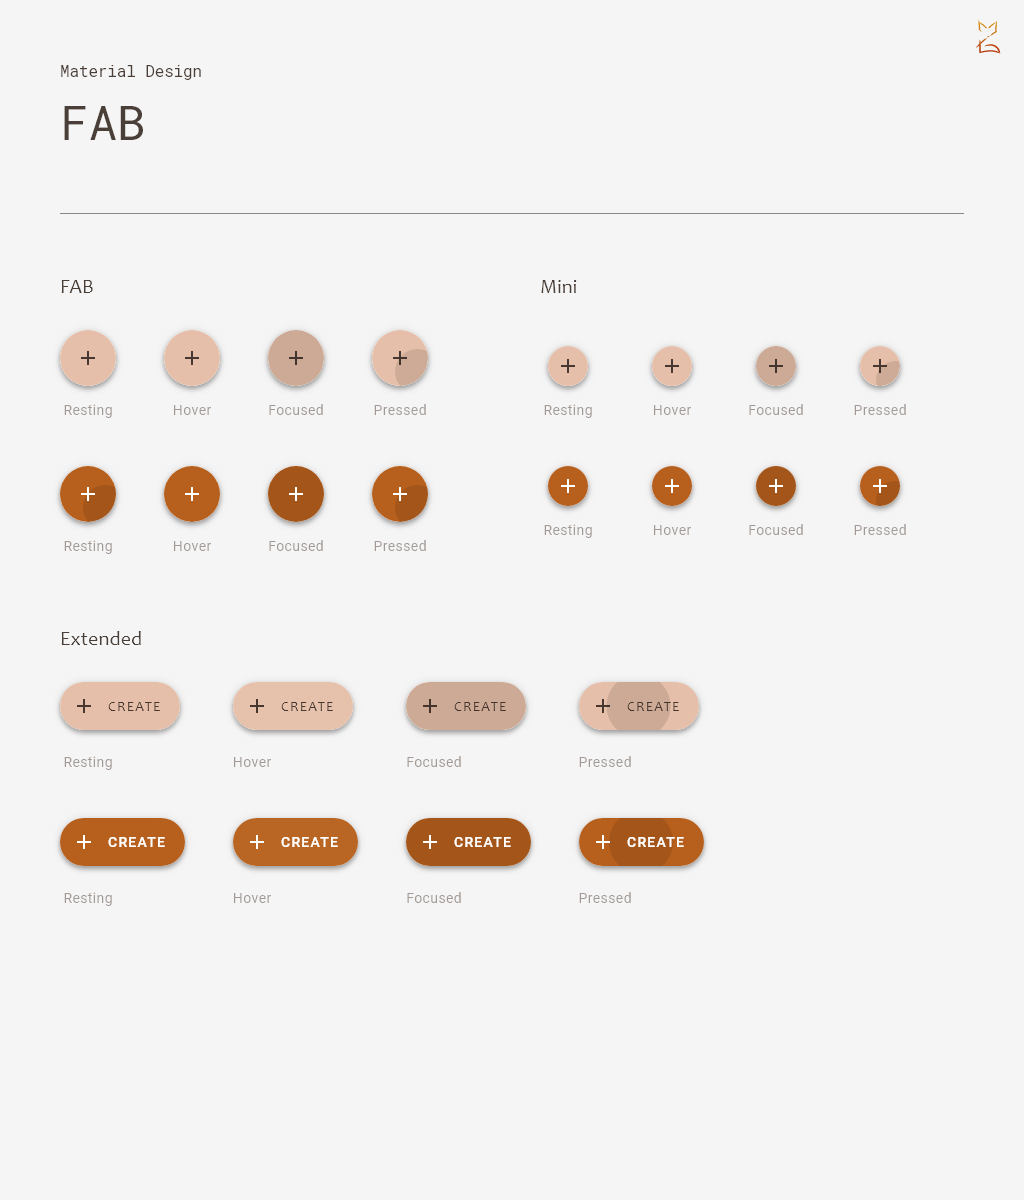 Material Design
FAB
FAB
Resting Hover Focused Pressed
Resting Hover Focused Pressed
Mini
Resting Hover Focused Pressed
Resting Hover Focused Pressed
Extended
CREATE CREATE CREATE CREATE
Resting Hover Focused Pressed
CREATE CREATE CREATE CREATE
Resting Hover Focused Pressed